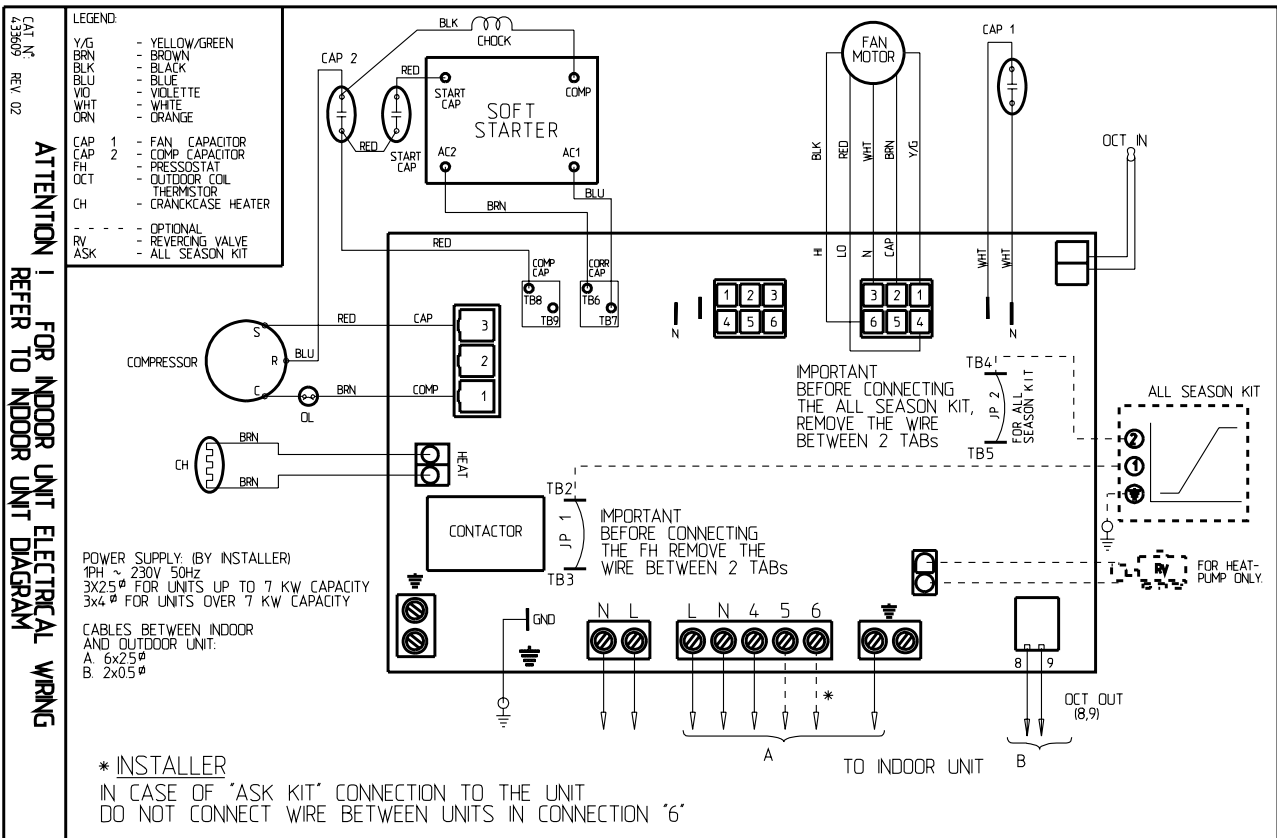 CAT. N°:
433609 REV. 02
ATTENTION ! FOR INDOOR UNIT ELECTRICAL WIRING
REFER TO INDOOR UNIT DIAGRAM
LEGEND:
Y/G - YELLOW/GREEN
BRN - BROWN
BLK - BLACK
BLU - BLUE
VIO - VIOLETTE
WHT - WHITE
ORN - ORANGE
CAP 1 - FAN CAPACITOR
CAP 2 - COMP CAPACITOR
FH - PRESSOSTAT
OCT - OUTDOOR COIL
THERMISTOR
CH - CRANCKCASE HEATER
- - - - - OPTIONAL
RV - REVERCING VALVE
ASK - ALL SEASON KIT
BLK
CHOCK
CAP 2
RED
START
CAP
COMP
SOFT
STARTER
RED
START
CAP
AC2
AC1
BLU
BRN
RED
FAN
MOTOR
BLK
RED
WHT
BRN
Y/G
HI
LO
N
CAP
CAP 1
WHT
WHT
N
OCT IN
COMP
CAP
TB8
TB9
CORR
CAP
TB6
TB7
N
1 2 3
4 5 6
3 2 1
6 5 4
COMPRESSOR
S
R
C
RED
CAP
BLU
OL
BRN
COMP
3
2
1
CH
BRN
BRN
HEAT
CONTACTOR
TB2
JP 1
TB3
IMPORTANT
BEFORE CONNECTING
THE FH REMOVE THE
WIRE BETWEEN 2 TABs
IMPORTANT
BEFORE CONNECTING
THE ALL SEASON KIT,
REMOVE THE WIRE
BETWEEN 2 TABs
TB4
JP 2
FOR ALL
SEASON KIT
TB5
ALL SEASON KIT
2
1
RV
FOR HEAT-
PUMP ONLY.
POWER SUPPLY: (BY INSTALLER)
1PH ~ 230V 50Hz
3X2.5⌀ FOR UNITS UP TO 7 KW CAPACITY
3x4⌀ FOR UNITS OVER 7 KW CAPACITY
CABLES BETWEEN INDOOR
AND OUTDOOR UNIT:
A. 6x2.5⌀
B. 2x0.5⌀
GND
N L
L N 4 5 6
*
8 9
OCT OUT
(8,9)
A
TO INDOOR UNIT
B
* INSTALLER
IN CASE OF "ASK KIT" CONNECTION TO THE UNIT
DO NOT CONNECT WIRE BETWEEN UNITS IN CONNECTION "6"